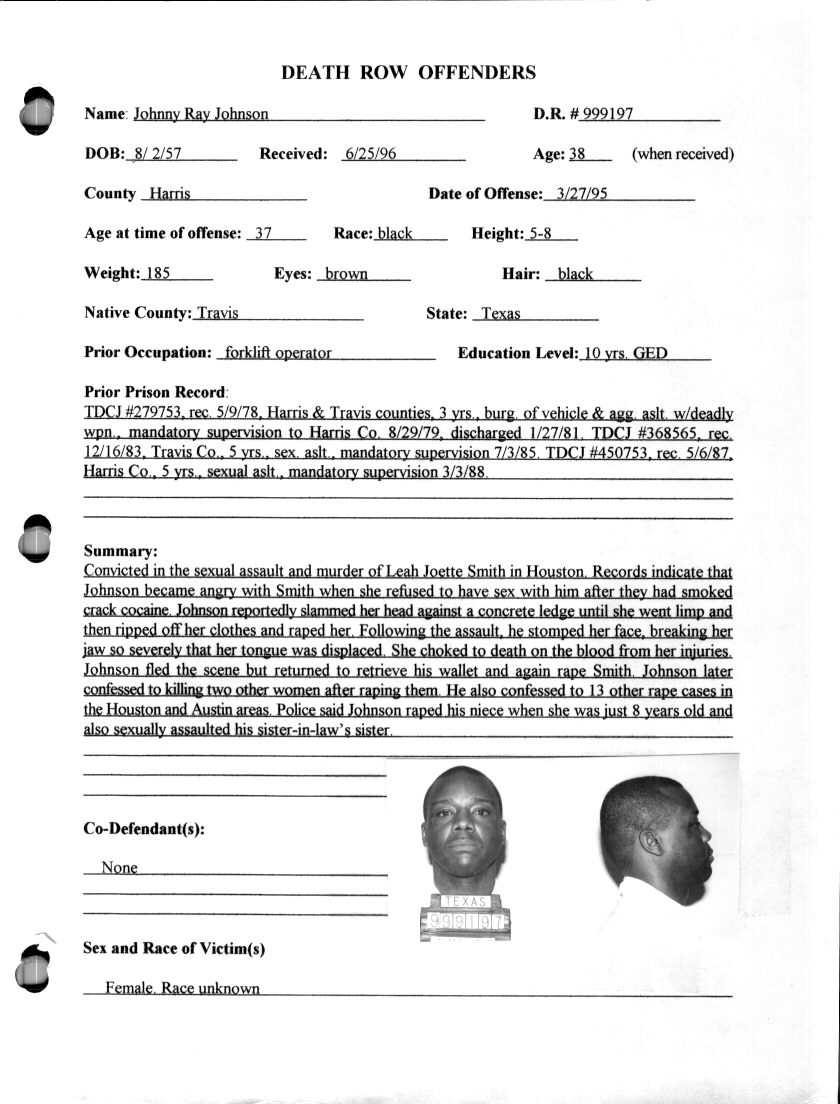 DEATH ROW OFFENDERS
Name: Johnny Ray Johnson D.R. # 999197
DOB: 8/ 2/57 Received: 6/25/96 Age: 38 (when received)
County Harris Date of Offense: 3/27/95
Age at time of offense: 37 Race: black Height: 5-8
Weight: 185 Eyes: brown Hair: black
Native County: Travis State: Texas
Prior Occupation: forklift operator Education Level: 10 yrs. GED
Prior Prison Record:
TDCJ #279753, rec. 5/9/78, Harris & Travis counties, 3 yrs., burg. of vehicle & agg. aslt. w/deadly
wpn., mandatory supervision to Harris Co. 8/29/79, discharged 1/27/81. TDCJ #368565, rec.
12/16/83, Travis Co., 5 yrs., sex. aslt., mandatory supervision 7/3/85. TDCJ #450753, rec. 5/6/87,
Harris Co., 5 yrs., sexual aslt., mandatory supervision 3/3/88.
Summary:
Convicted in the sexual assault and murder of Leah Joette Smith in Houston. Records indicate that
Johnson became angry with Smith when she refused to have sex with him after they had smoked
crack cocaine. Johnson reportedly slammed her head against a concrete ledge until she went limp and
then ripped off her clothes and raped her. Following the assault, he stomped her face, breaking her
jaw so severely that her tongue was displaced. She choked to death on the blood from her injuries.
Johnson fled the scene but returned to retrieve his wallet and again rape Smith. Johnson later
confessed to killing two other women after raping them. He also confessed to 13 other rape cases in
the Houston and Austin areas. Police said Johnson raped his niece when she was just 8 years old and
also sexually assaulted his sister-in-law's sister.
Co-Defendant(s):
None
TEXAS
999197
Sex and Race of Victim(s)
Female. Race unknown